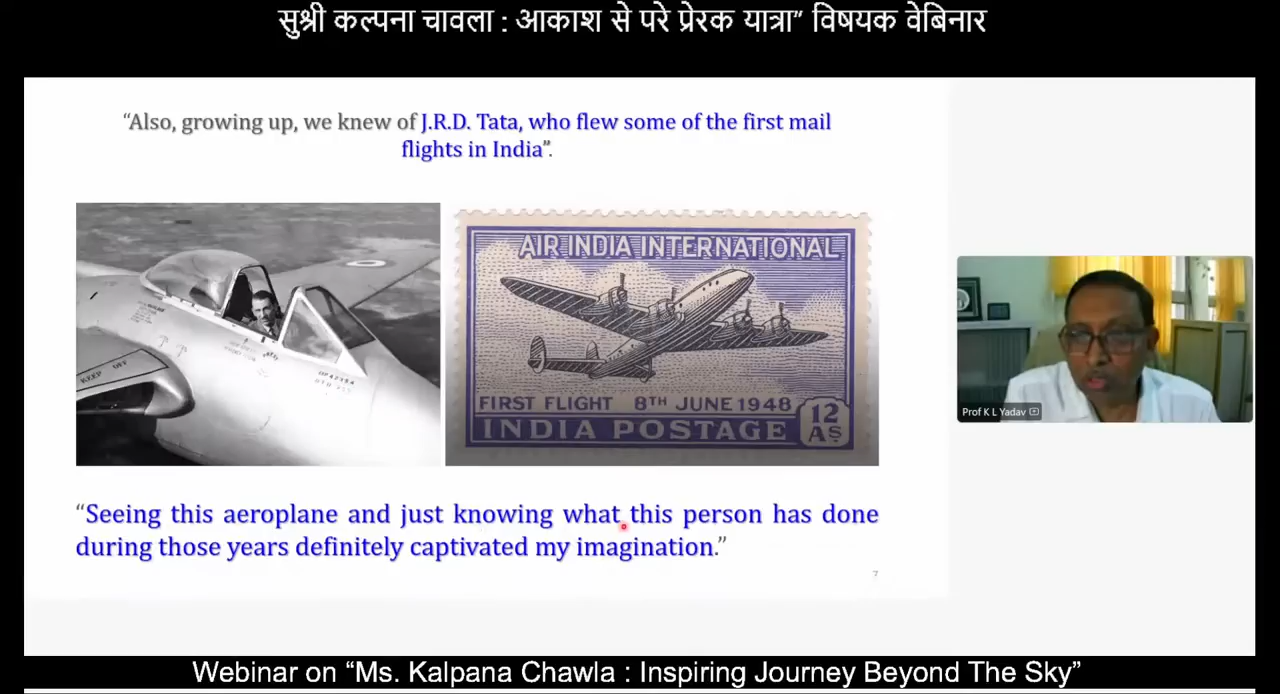 सुश्री कल्पना चावला : आकाश से परे प्रेरक यात्रा” विषयक वेबिनार
“Also, growing up, we knew of J.R.D. Tata, who flew some of the first mail
flights in India”.
KEEP OFF
AIR INDIA INTERNATIONAL
FIRST FLIGHT 8TH JUNE 1948
12
As
INDIA POSTAGE
Prof K L Yadav
“Seeing this aeroplane and just knowing what this person has done
during those years definitely captivated my imagination.”
7
Webinar on “Ms. Kalpana Chawla : Inspiring Journey Beyond The Sky”